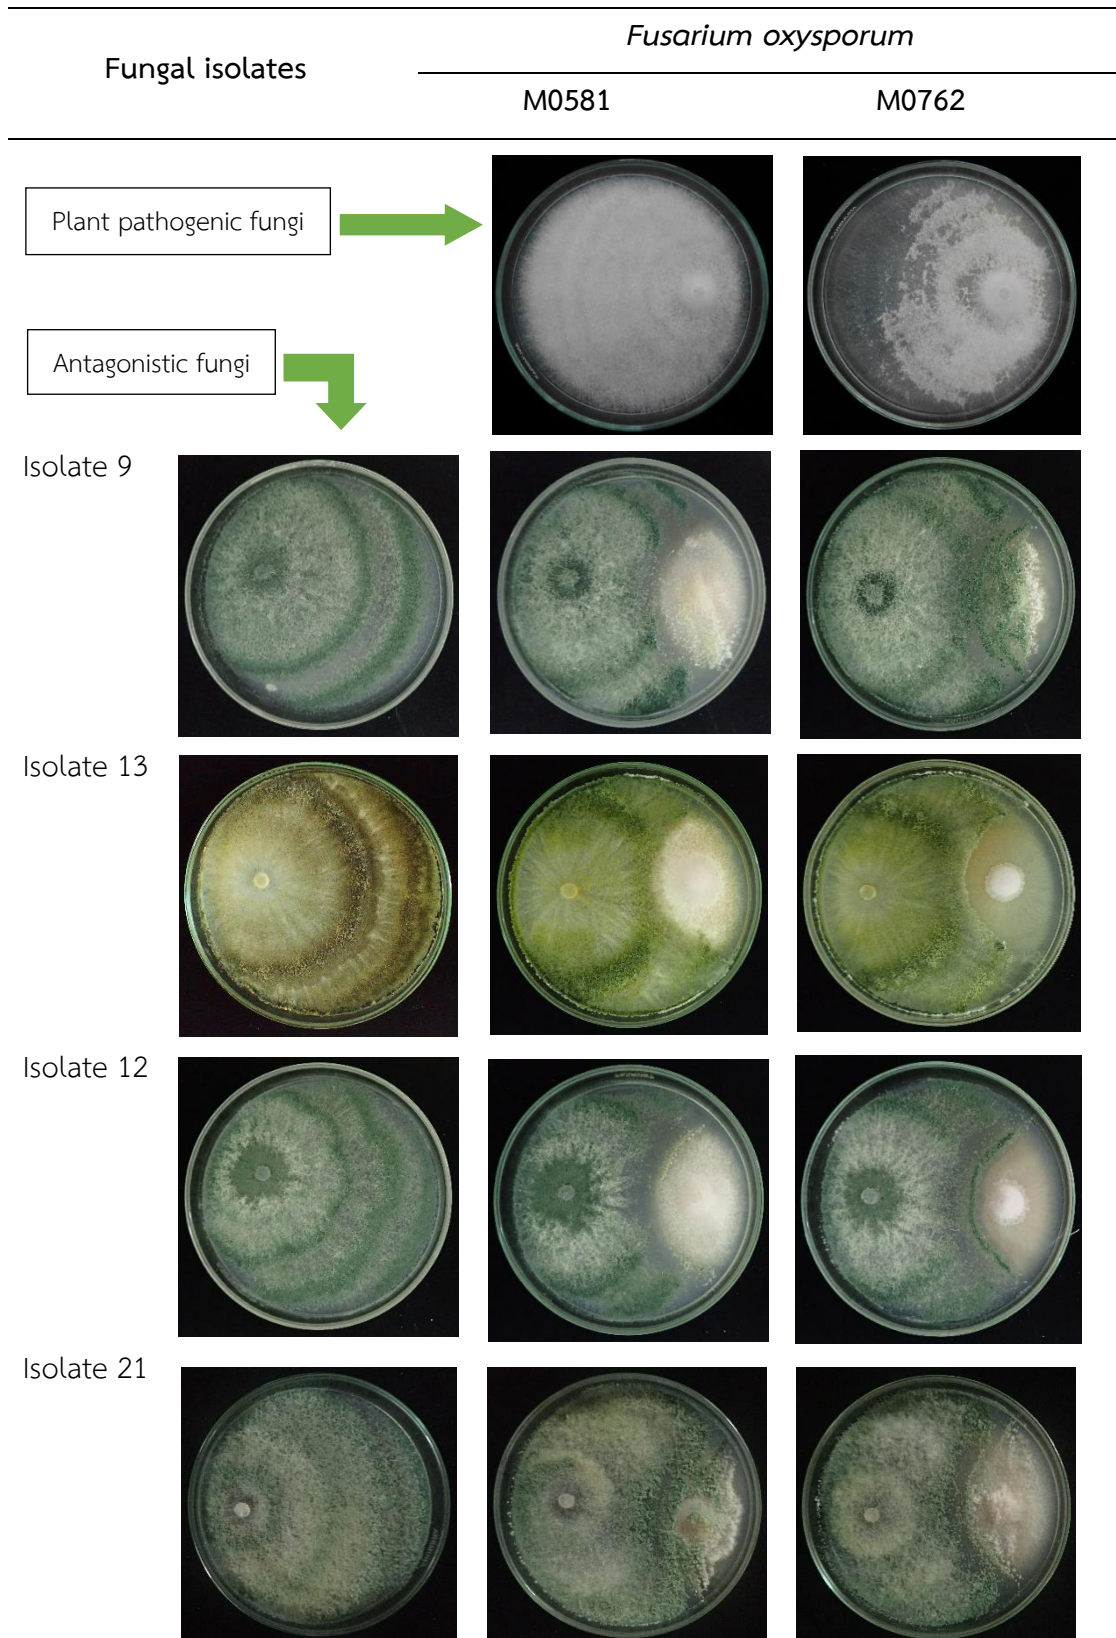 Fungal isolates
Fusarium oxysporum
M0581
M0762
Plant pathogenic fungi
Antagonistic fungi
Isolate 9
Isolate 13
Isolate 12
Isolate 21